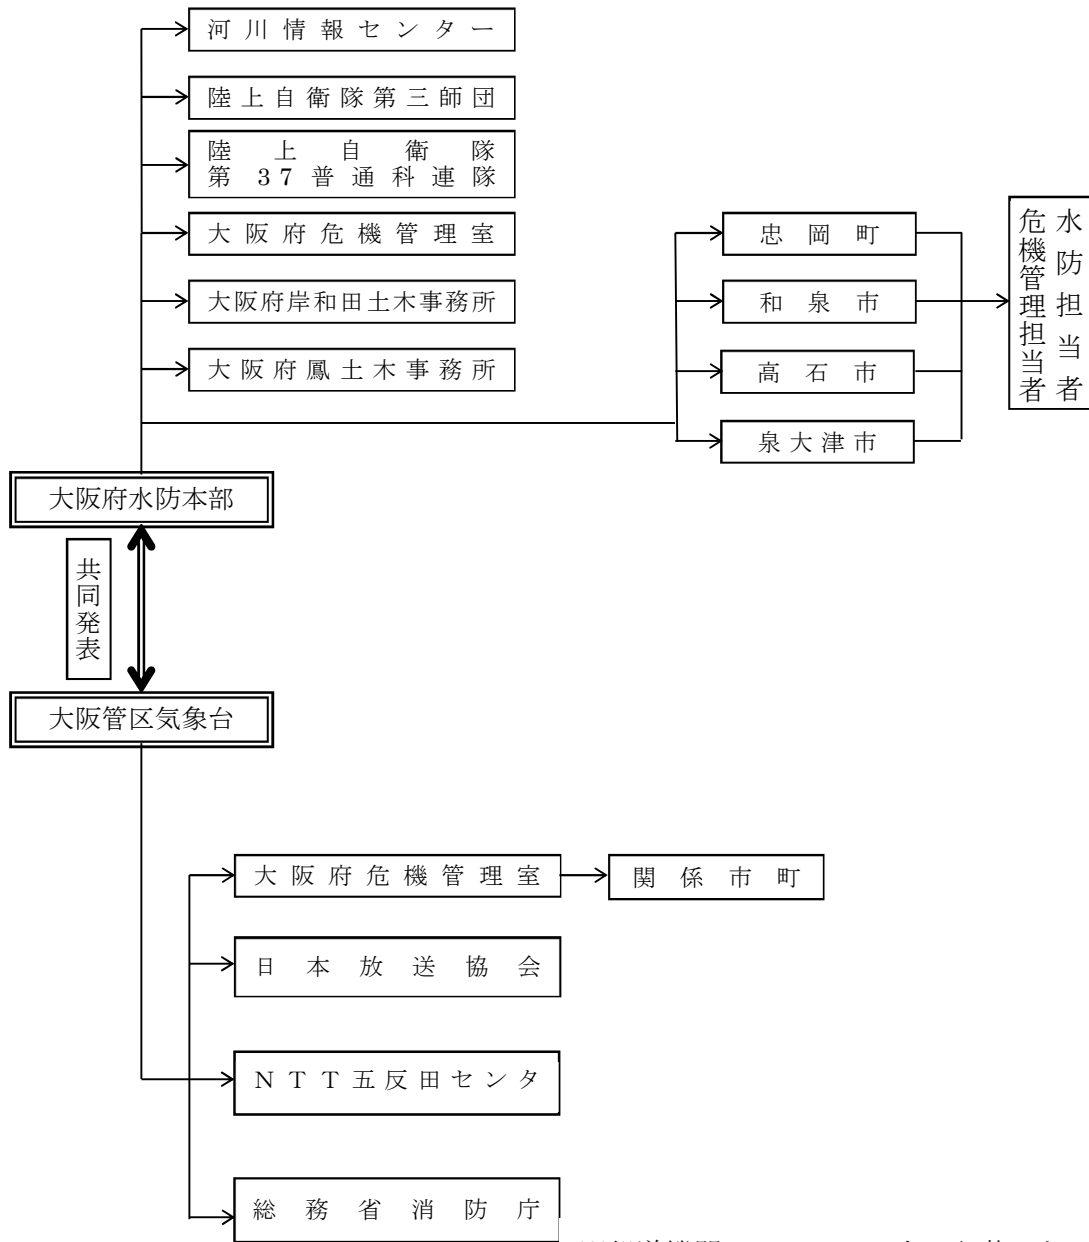 河川情報センター
陸上自衛隊第三師団
陸上自衛隊
第37普通科連隊
大阪府危機管理室
大阪府岸和田土木事務所
大阪府鳳土木事務所
忠岡町
和泉市
高石市
泉大津市
水防担当者
危機管理担当者
大阪府水防本部
共同発表
大阪管区気象台
大阪府危機管理室
関係市町
日本放送協会
NTT五反田センタ
総務省消防庁